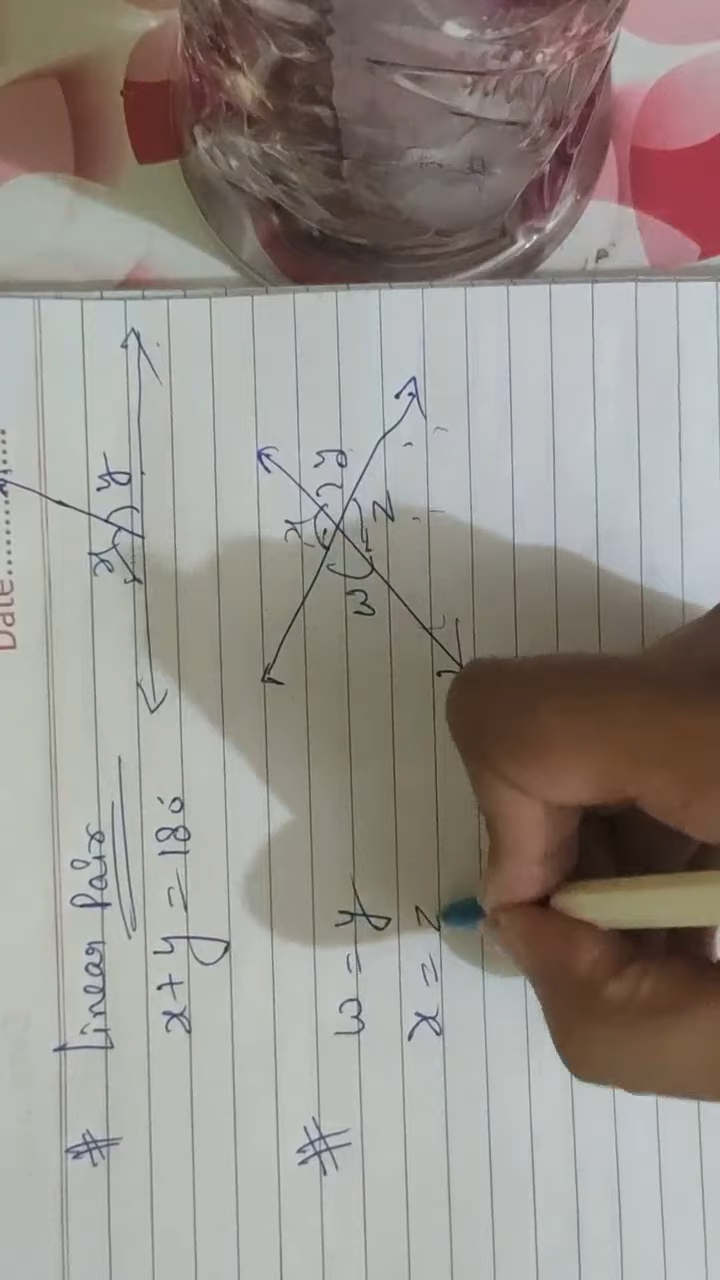 Date..........
# Linear Pair
x + y = 180
x y
# w = y
x = z
x y
w z